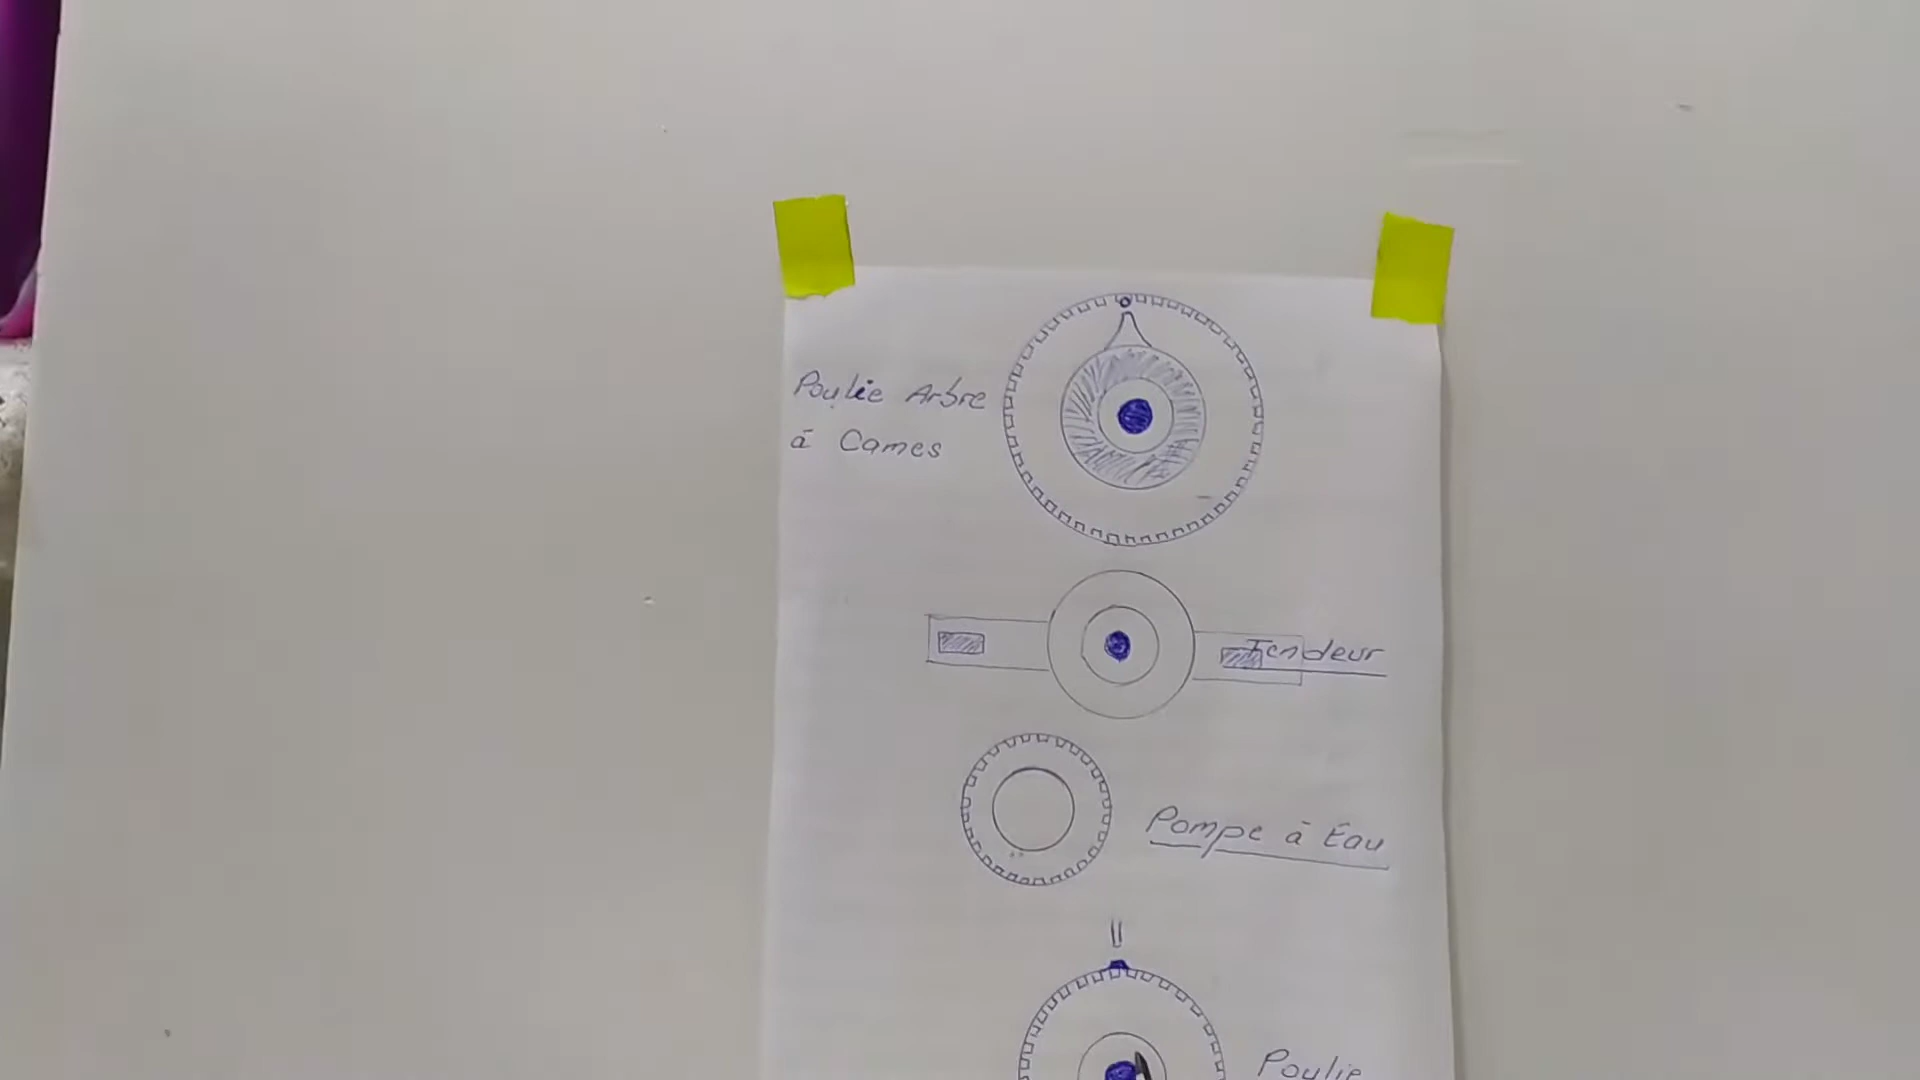 Poulie Arbre
à Cames
Tendeur
Pompe à Eau
Poulie